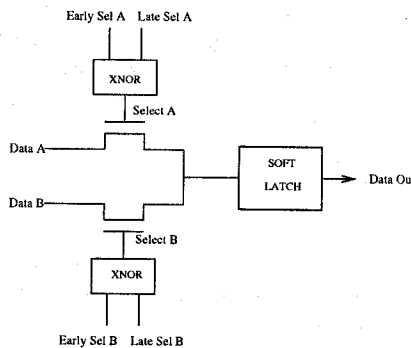 Early Sel A Late Sel A
XNOR
Select A
Data A
SOFT
LATCH
Data Ou
Data B
Select B
XNOR
Early Sel B Late Sel B